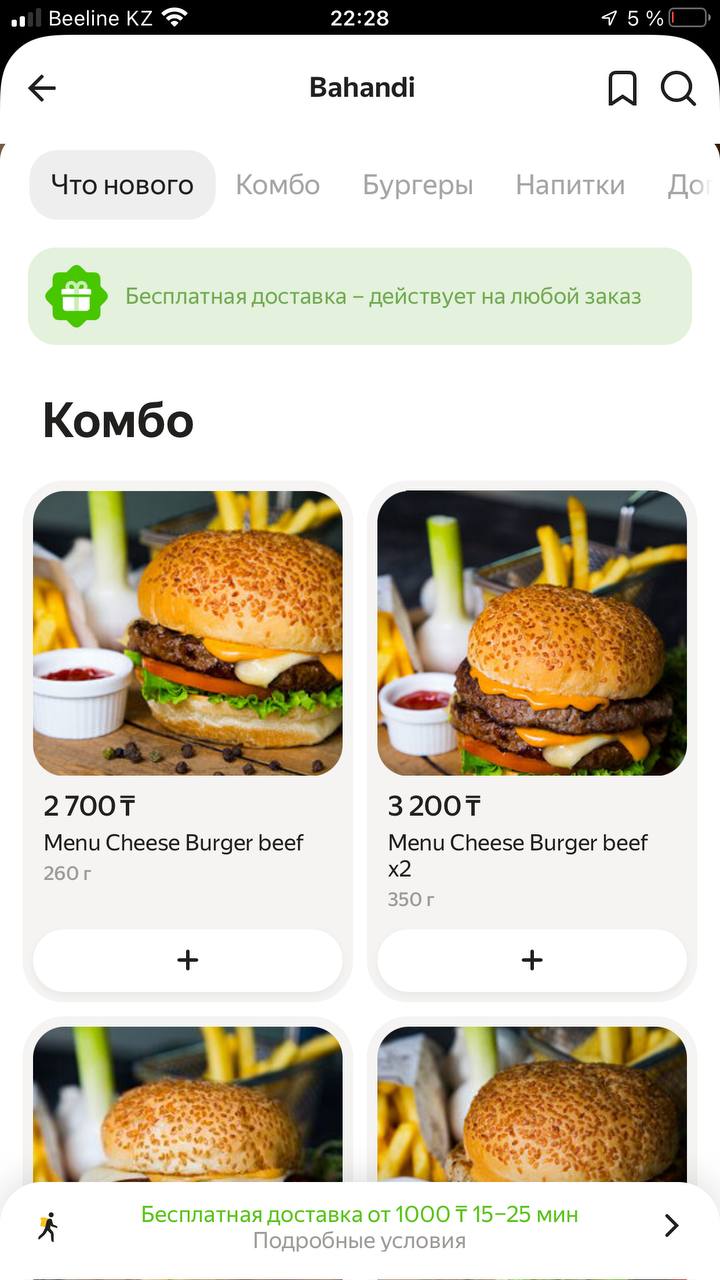 Beeline KZ 22:28 5 %
Bahandi
Что нового Комбо Бургеры Напитки
Бесплатная доставка – действует на любой заказ
Комбо
2 700 ₸ 3 200 ₸
Menu Cheese Burger beef Menu Cheese Burger beef
x2
260 г
350 г
+ +
Бесплатная доставка от 1000 ₸ 15–25 мин
Подробные условия